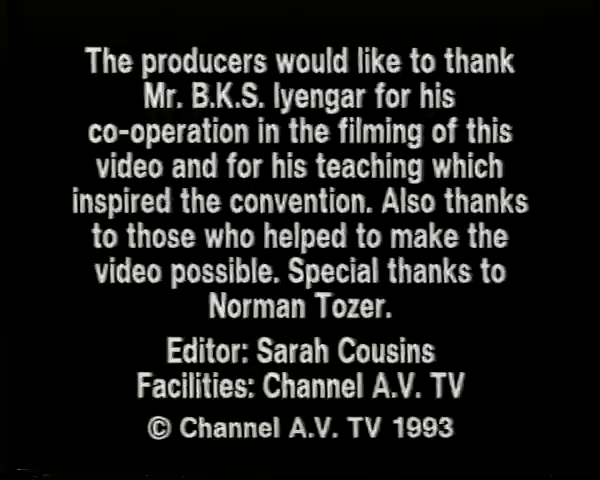 The producers would like to thank
Mr. B.K.S. Iyengar for his
co-operation in the filming of this
video and for his teaching which
inspired the convention. Also thanks
to those who helped to make the
video possible. Special thanks to
Norman Tozer.
Editor: Sarah Cousins
Facilities: Channel A.V. TV
© Channel A.V. TV 1993